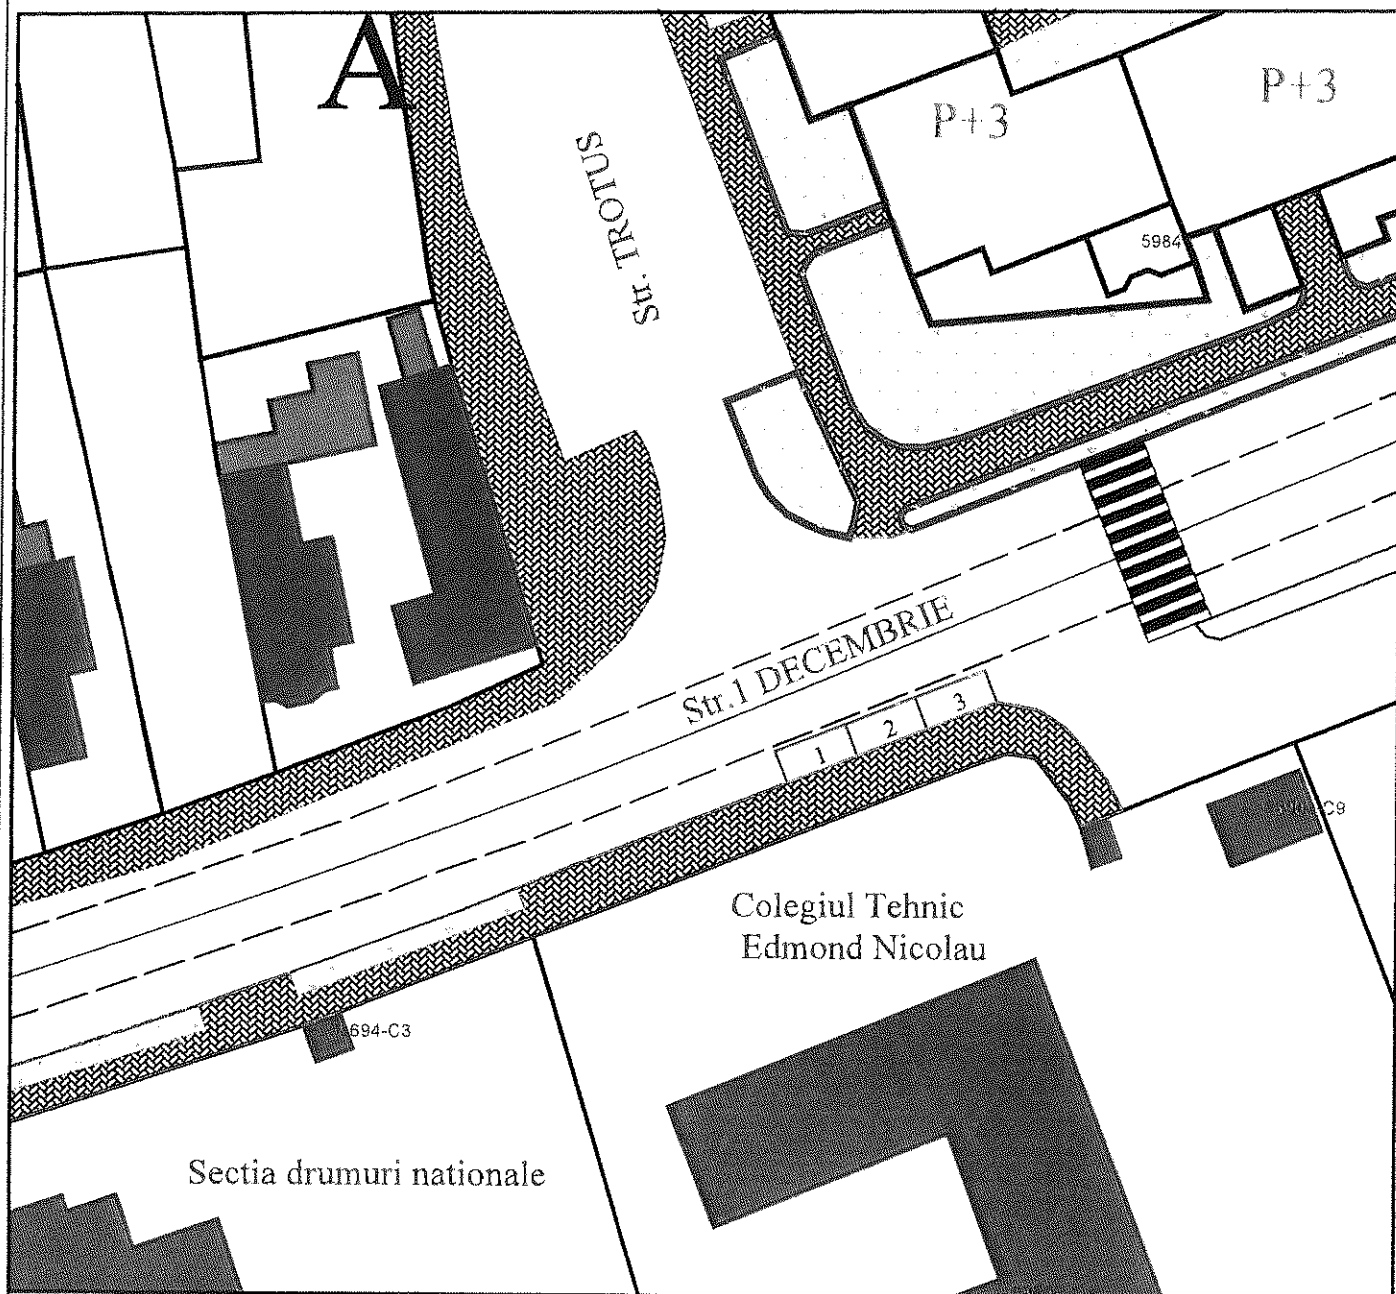 A
P+3
P+3
Str. TROTUS
5984
Str.1 DECEMBRIE
1
2
3
C9
Colegiul Tehnic
Edmond Nicolau
694-C3
Sectia drumuri nationale